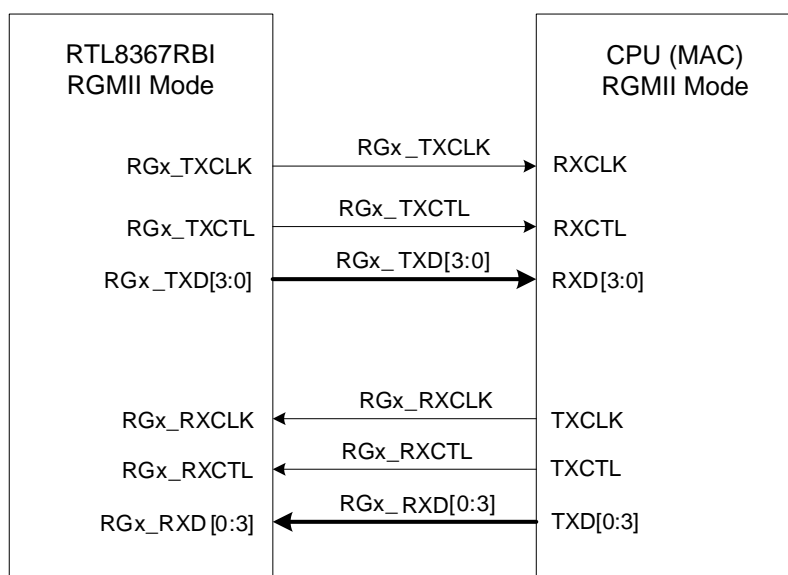 RTL8367RBI
RGMII Mode
CPU (MAC)
RGMII Mode
RGx_TXCLK
RGx_TXCLK
RXCLK
RGx_TXCTL
RGx_TXCTL
RXCTL
RGx_TXD[3:0]
RGx_TXD[3:0]
RXD[3:0]
RGx_RXCLK
RGx_RXCLK
TXCLK
RGx_RXCTL
RGx_RXCTL
TXCTL
RGx_RXD[0:3]
RGx_RXD[0:3]
TXD[0:3]